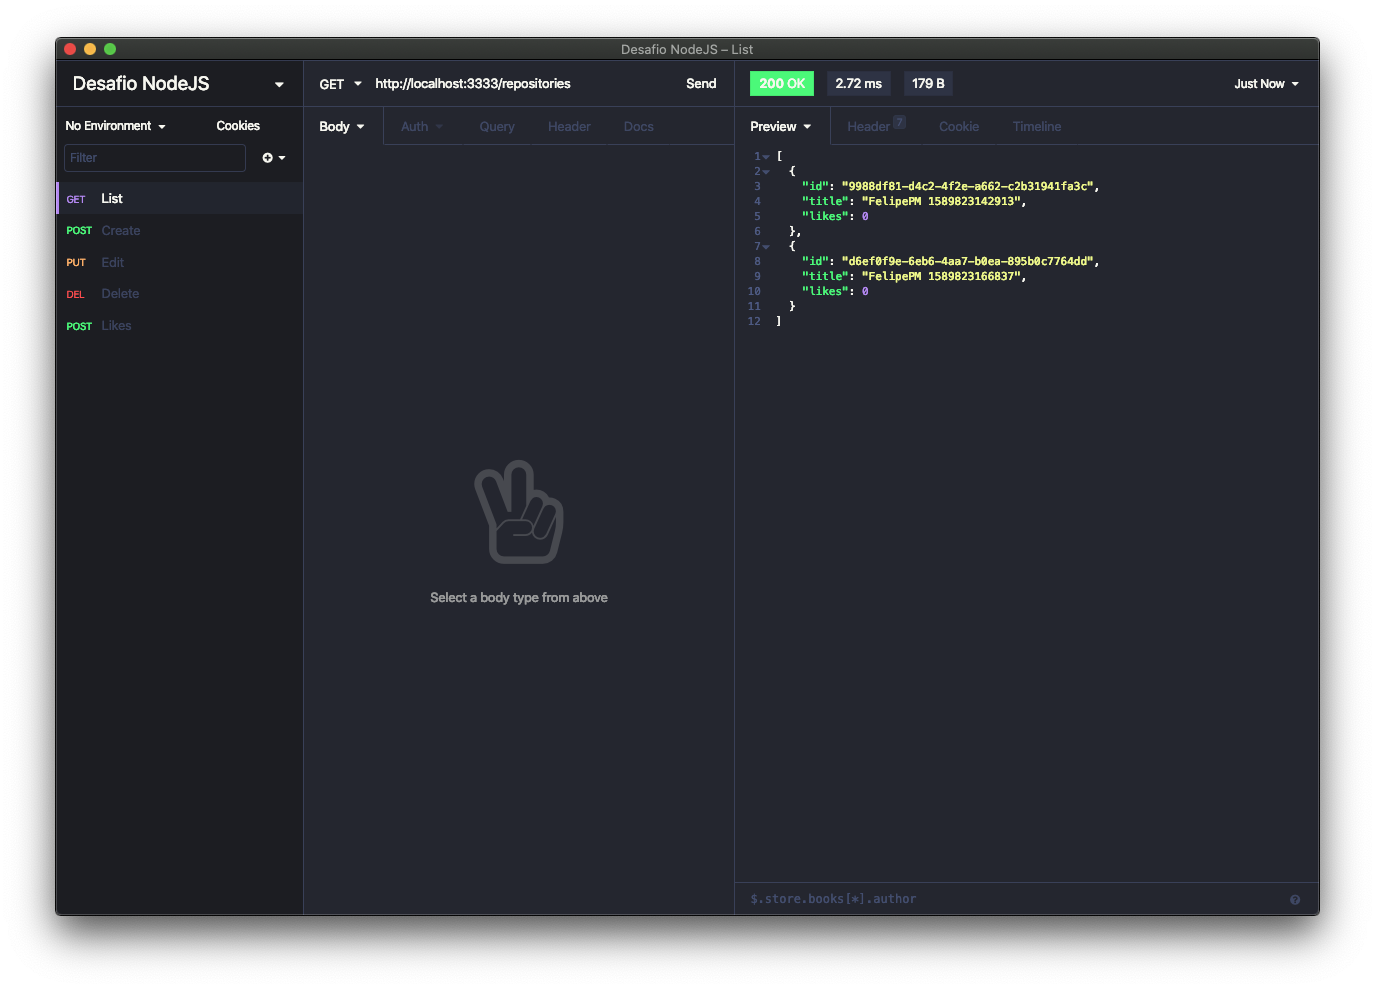 Desafio NodeJS – List
Desafio NodeJS
No Environment
Cookies
Filter
GET List
POST Create
PUT Edit
DEL Delete
POST Likes
GET http://localhost:3333/repositories Send
Body Auth Query Header Docs
Select a body type from above
200 OK 2.72 ms 179 B Just Now
Preview Header 7 Cookie Timeline
1 [
2 {
3 "id": "9988df81-d4c2-4f2e-a662-c2b31941fa3c",
4 "title": "FelipePM 1589823142913",
5 "likes": 0
6 },
7 {
8 "id": "d6ef0f9e-6eb6-4aa7-b0ea-895b0c7764dd",
9 "title": "FelipePM 1589823166837",
10 "likes": 0
11 }
12 ]
$.store.books[*].author